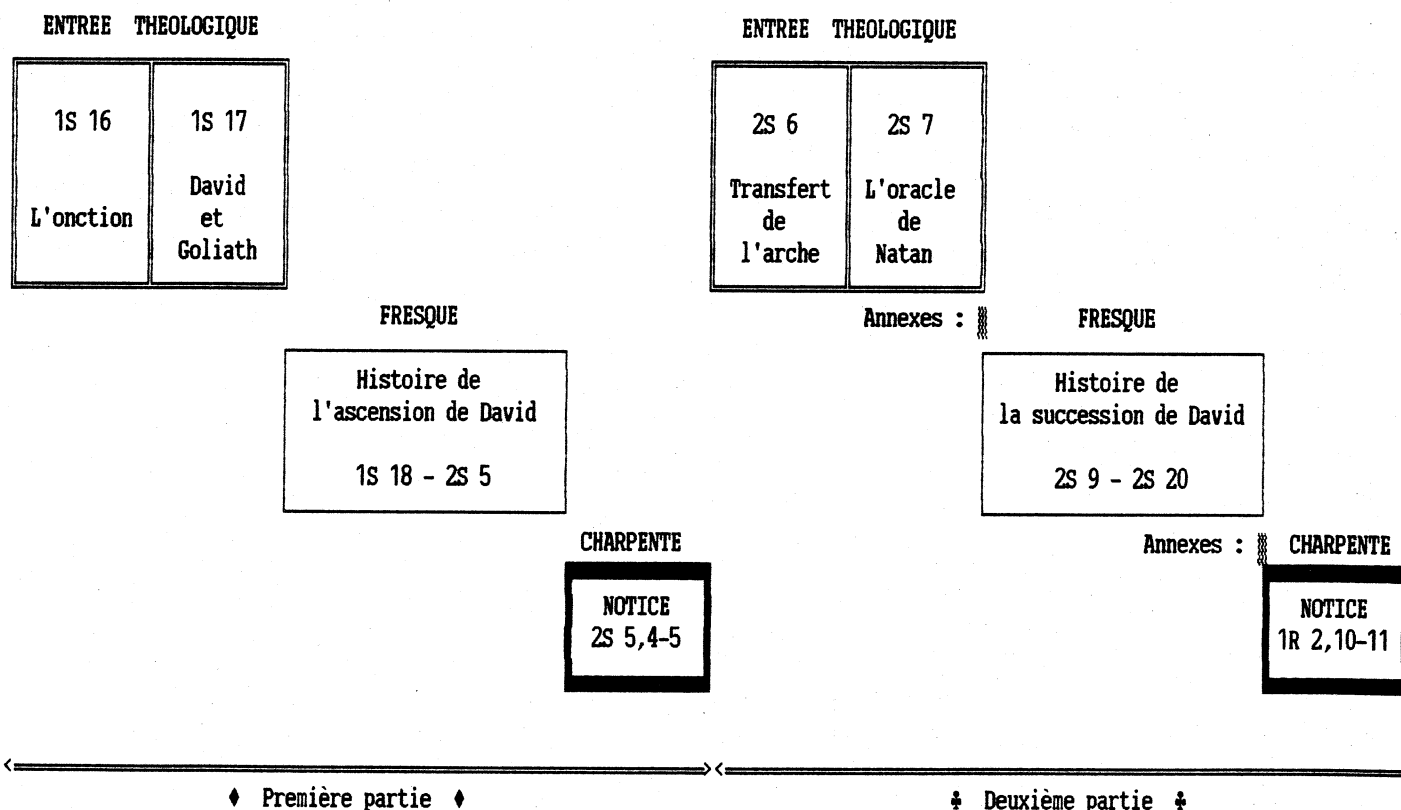 ENTREE THEOLOGIQUE
1S 16
1S 17
L'onction
David
et
Goliath
FRESQUE
Histoire de
l'ascension de David
1S 18 - 2S 5
CHARPENTE
NOTICE
2S 5,4-5
♦ Première partie ♦
ENTREE THEOLOGIQUE
2S 6
2S 7
Transfert
de
l'arche
L'oracle
de
Natan
Annexes :
FRESQUE
Histoire de
la succession de David
2S 9 - 2S 20
Annexes :
CHARPENTE
NOTICE
1R 2,10-11
♣ Deuxième partie ♣